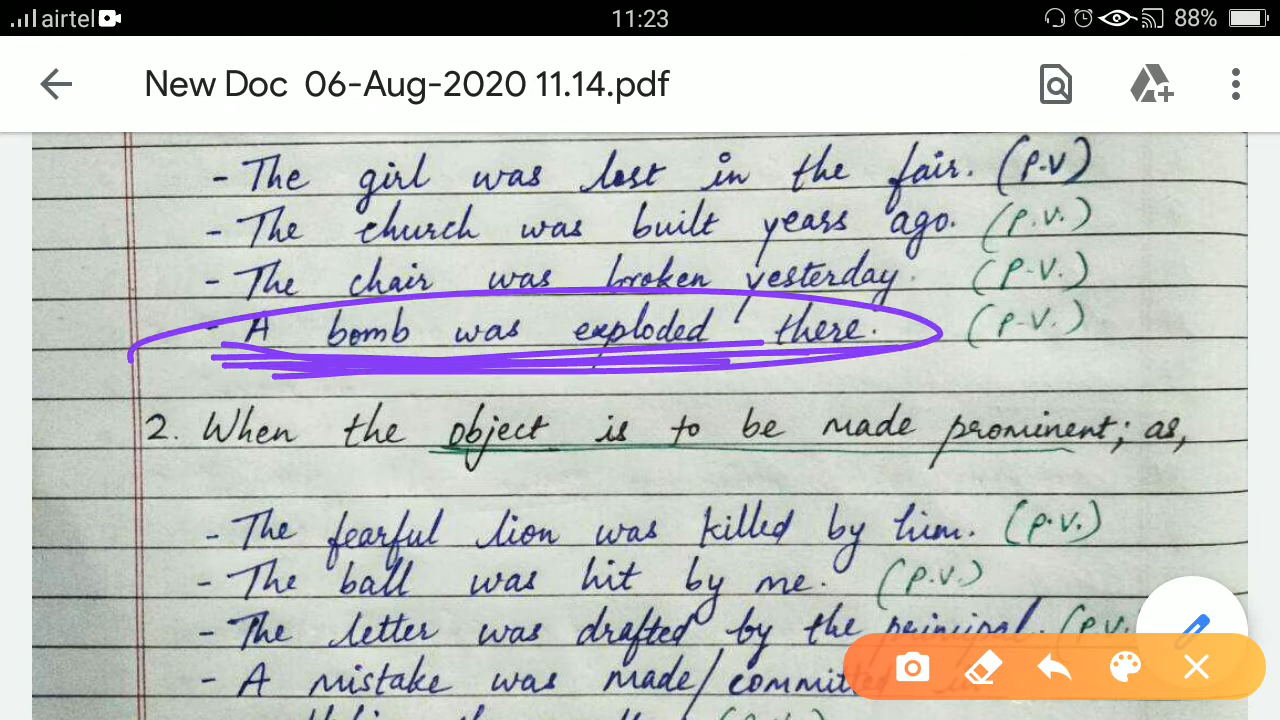 airtel 11:23 88%
New Doc 06-Aug-2020 11.14.pdf
- The girl was lost in the fair. (P.V)
- The church was built years ago. (P.V.)
- The chair was broken yesterday. (P.V.)
- A bomb was exploded there. (P.V.)
2. When the object is to be made prominent; as,
- The fearful lion was killed by him. (P.V.)
- The ball was hit by me. (P.V.)
- The letter was drafted by the principal. (P.V.
- A mistake was made/committed